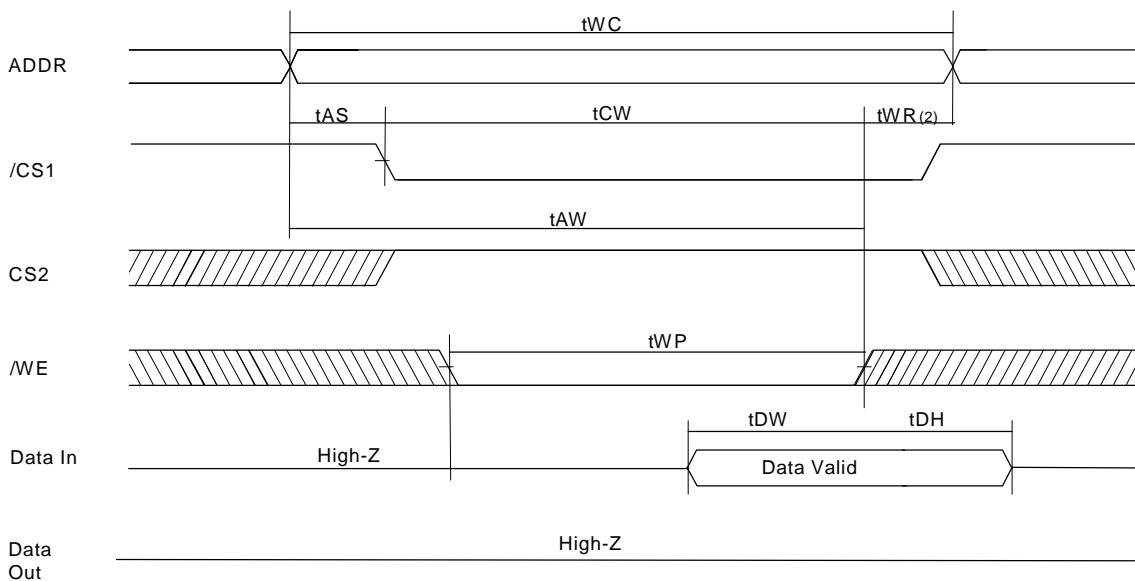 tWC
ADDR
tAS
tCW
tWR(2)
/CS1
tAW
CS2
tWP
/WE
tDW
tDH
Data In
High-Z
Data Valid
High-Z
Data
Out